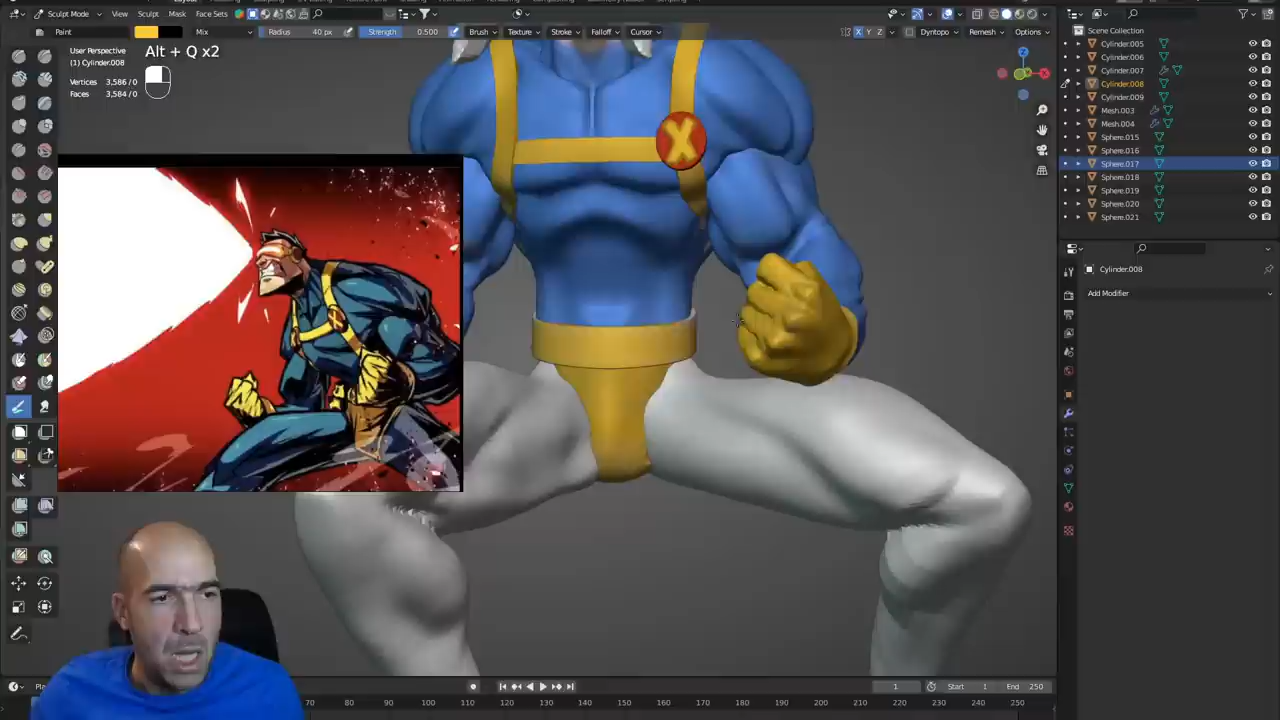 Sculpt Mode View Sculpt Mask Face Sets
Paint Mix Radius 40 px Strength 0.500 Brush Texture Stroke Falloff Cursor X Y Z Dyntopo Remesh Options
User Perspective
(1) Cylinder.008
Alt + Q x2
Vertices 3,586 / 0
Faces 3,584 / 0
X
Z
X
Scene Collection
Cylinder.005
Cylinder.006
Cylinder.007
Cylinder.008
Cylinder.009
Mesh.003
Mesh.004
Sphere.015
Sphere.016
Sphere.017
Sphere.018
Sphere.019
Sphere.020
Sphere.021
Cylinder.008
Add Modifier
1 Start 1 End 250
70 80 90 100 110 120 130 140 150 160 170 180 190 200 210 220 230 240 250